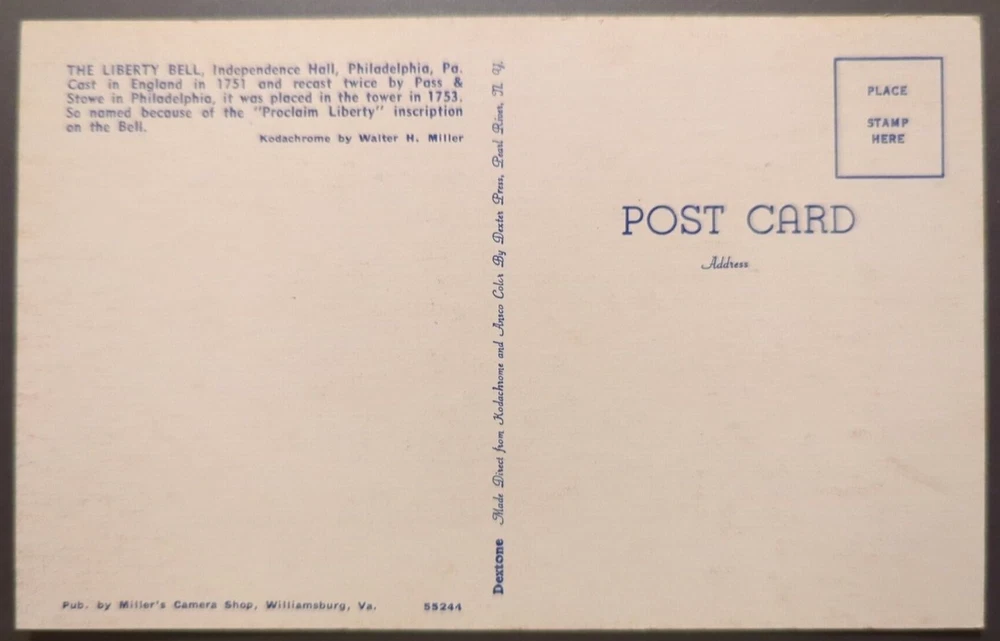 THE LIBERTY BELL, Independence Hall, Philadelphia, Pa.
Cast in England in 1751 and recast twice by Pass &
Stowe in Philadelphia, it was placed in the tower in 1753.
So named because of the "Proclaim Liberty" inscription
on the Bell.
Kodachrome by Walter H. Miller
Pub. by Miller's Camera Shop, Williamsburg, Va. 55244
Dextone Made Direct from Kodachrome and Ansco Color By Dexter Press, Pearl River, N. Y.
PLACE
STAMP
HERE
POST CARD
Address